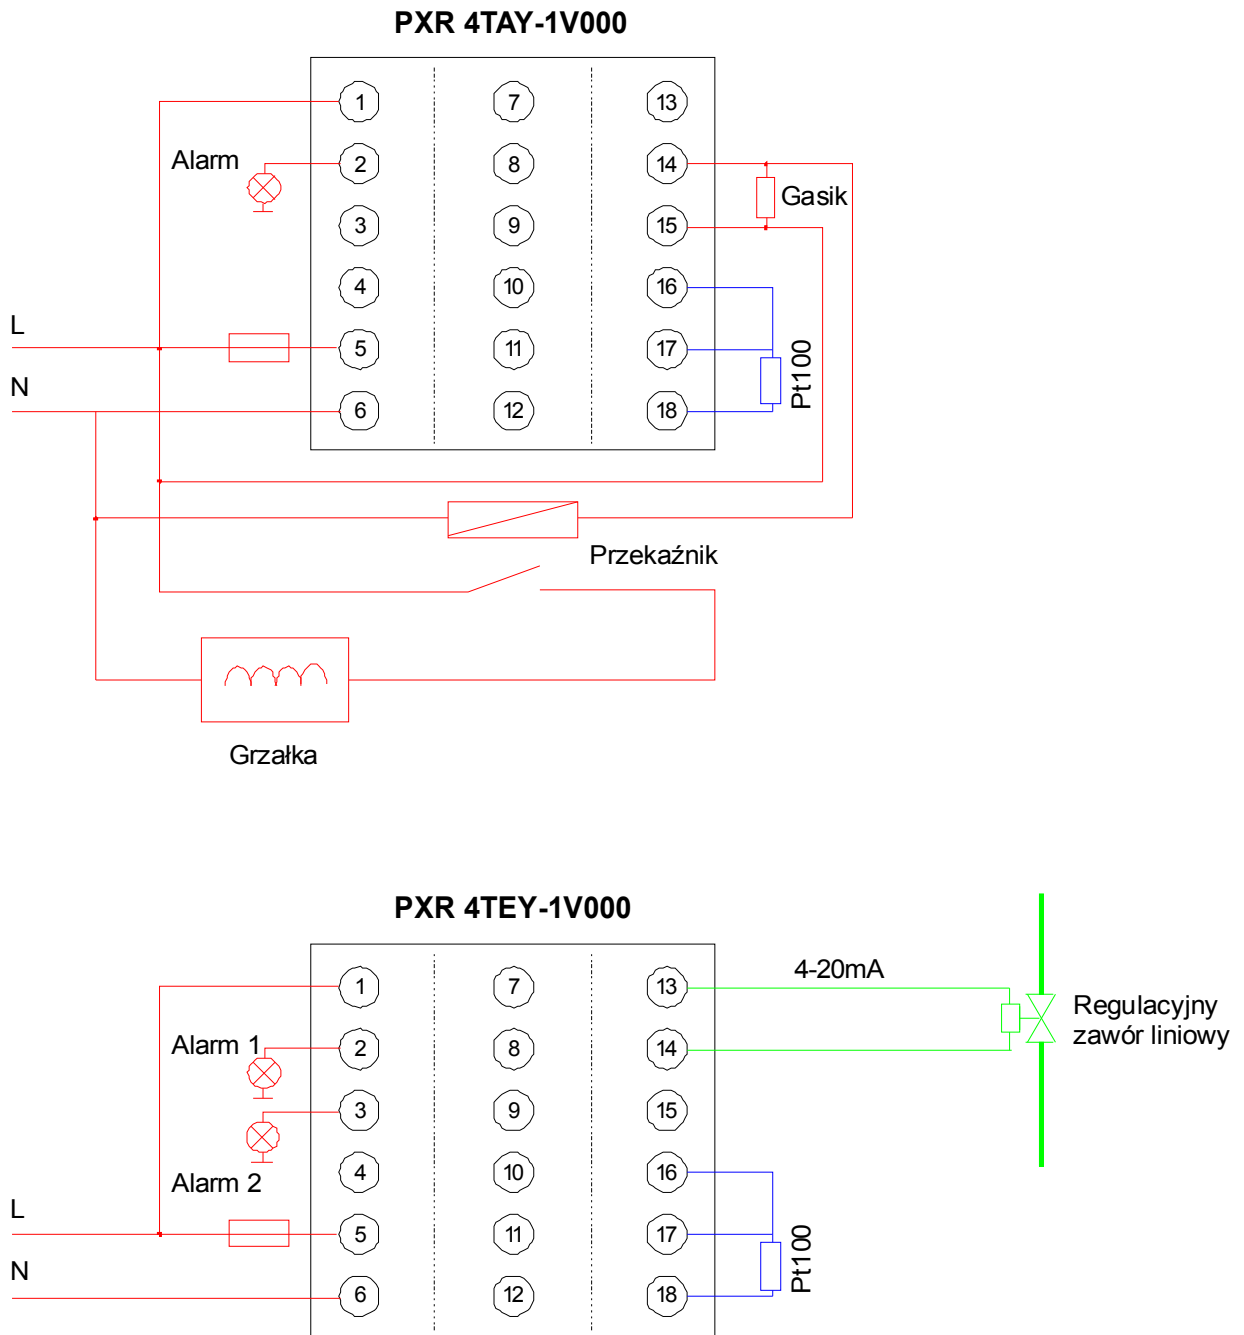 PXR 4TAY-1V000
1 7 13
Alarm 2 8 14
Gasik
3 9 15
4 10 16
L
5 11 17
Pt100
N
6 12 18
Przekaźnik
Grzałka
PXR 4TEY-1V000
4-20mA
1 7 13
Regulacyjny
zawór liniowy
Alarm 1 2 8 14
3 9 15
Alarm 2 4 10 16
L
5 11 17
Pt100
N
6 12 18